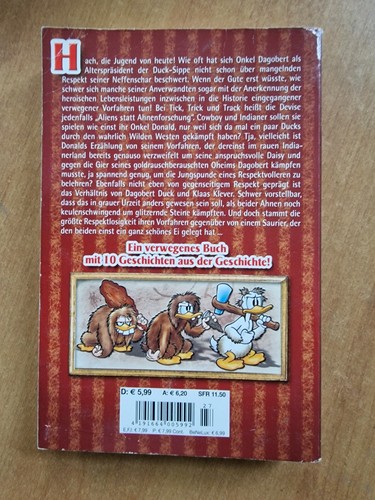 Hach, die Jugend von heute! Wie oft hat sich Onkel Dagobert als
Alterspräsident der Duck-Sippe nicht schon über mangelnden
Respekt seiner Neffenschar beschwert. Wenn der Gute erst wüsste, wie
schwer sich manche seiner Anverwandten sogar mit der Anerkennung der
heroischen Lebensleistungen inzwischen in die Historie eingegangener
verwegener Vorfahren tun! Bei Tick, Trick und Track heißt die Devise
jedenfalls „Aliens statt Ahnenforschung“. Cowboy und Indianer sollen
sie spielen wie einst ihr Onkel Donald, nur weil sich da mal ein paar Ducks
durch den wahrlich Wilden Westen gekämpft haben? Tja, vielleicht ist
Donalds Erzählung von seinem Vorfahren, der dereinst im rauen India-
nerland bereits genauso verzweifelt um seine anspruchsvolle Daisy und
gegen die Gier seines goldrauschberauschten Oheims Dagobert kämpfen
musste, ja spannend genug, um die Jungspunde eines Respektvolleren zu
belehren? Ebenfalls nicht eben von gegenseitigem Respekt geprägt ist
das Verhältnis von Dagobert Duck und Klaas Klever. Schwer vorstellbar,
dass das in grauer Urzeit anders gewesen sein soll, als beider Ahnen noch
keulenschwingend um glitzernde Steine kämpften. Und doch stammt die
größte Respektlosigkeit ihren Vorfahren gegenüber von einem Saurier, der
den beiden einst ein ganz schönes Ei gelegt hat ...
Ein verwegenes Buch
mit 10 Geschichten aus der Geschichte!
D: € 5,99 A: € 6,20 SFR 11.50
27
4 191664 005992